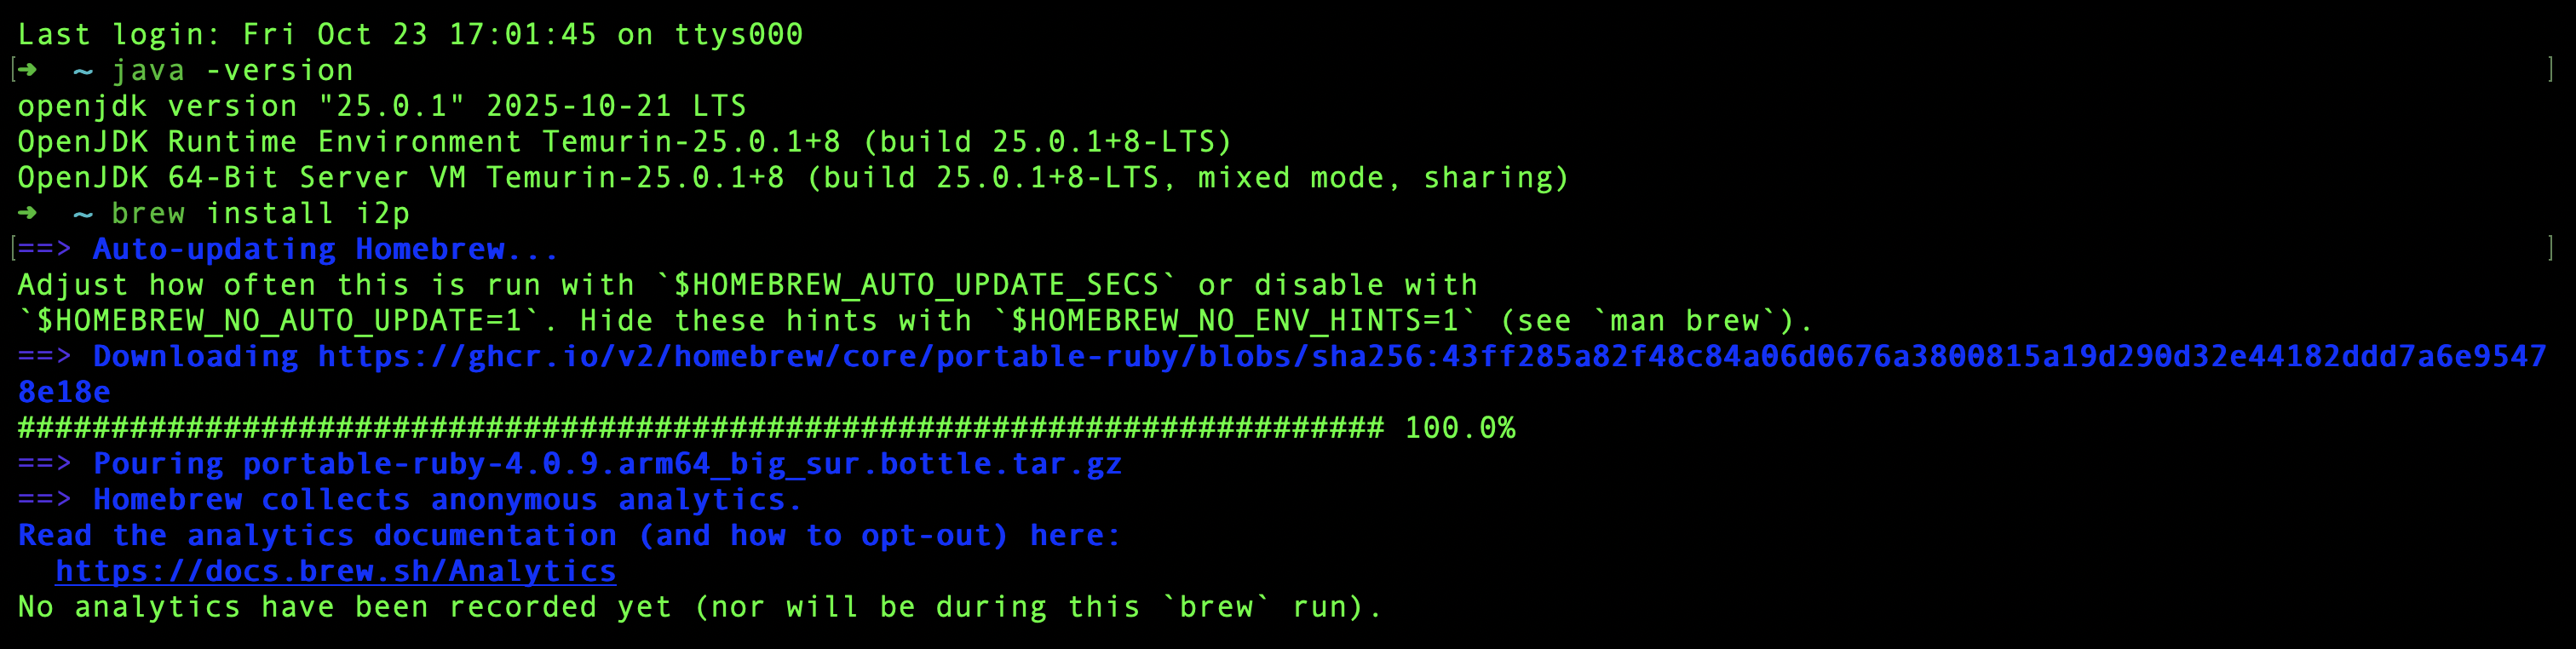 Last login: Fri Oct 23 17:01:45 on ttys000
[➜  ~ java -version ]
openjdk version "25.0.1" 2025-10-21 LTS
OpenJDK Runtime Environment Temurin-25.0.1+8 (build 25.0.1+8-LTS)
OpenJDK 64-Bit Server VM Temurin-25.0.1+8 (build 25.0.1+8-LTS, mixed mode, sharing)
➜  ~ brew install i2p
[==> Auto-updating Homebrew... ]
Adjust how often this is run with `$HOMEBREW_AUTO_UPDATE_SECS` or disable with
`$HOMEBREW_NO_AUTO_UPDATE=1`. Hide these hints with `$HOMEBREW_NO_ENV_HINTS=1` (see `man brew`).
==> Downloading https://ghcr.io/v2/homebrew/core/portable-ruby/blobs/sha256:43ff285a82f48c84a06d0676a3800815a19d290d32e44182ddd7a6e9547
8e18e
######################################################################### 100.0%
==> Pouring portable-ruby-4.0.9.arm64_big_sur.bottle.tar.gz
==> Homebrew collects anonymous analytics.
Read the analytics documentation (and how to opt-out) here:
  https://docs.brew.sh/Analytics
No analytics have been recorded yet (nor will be during this `brew` run).